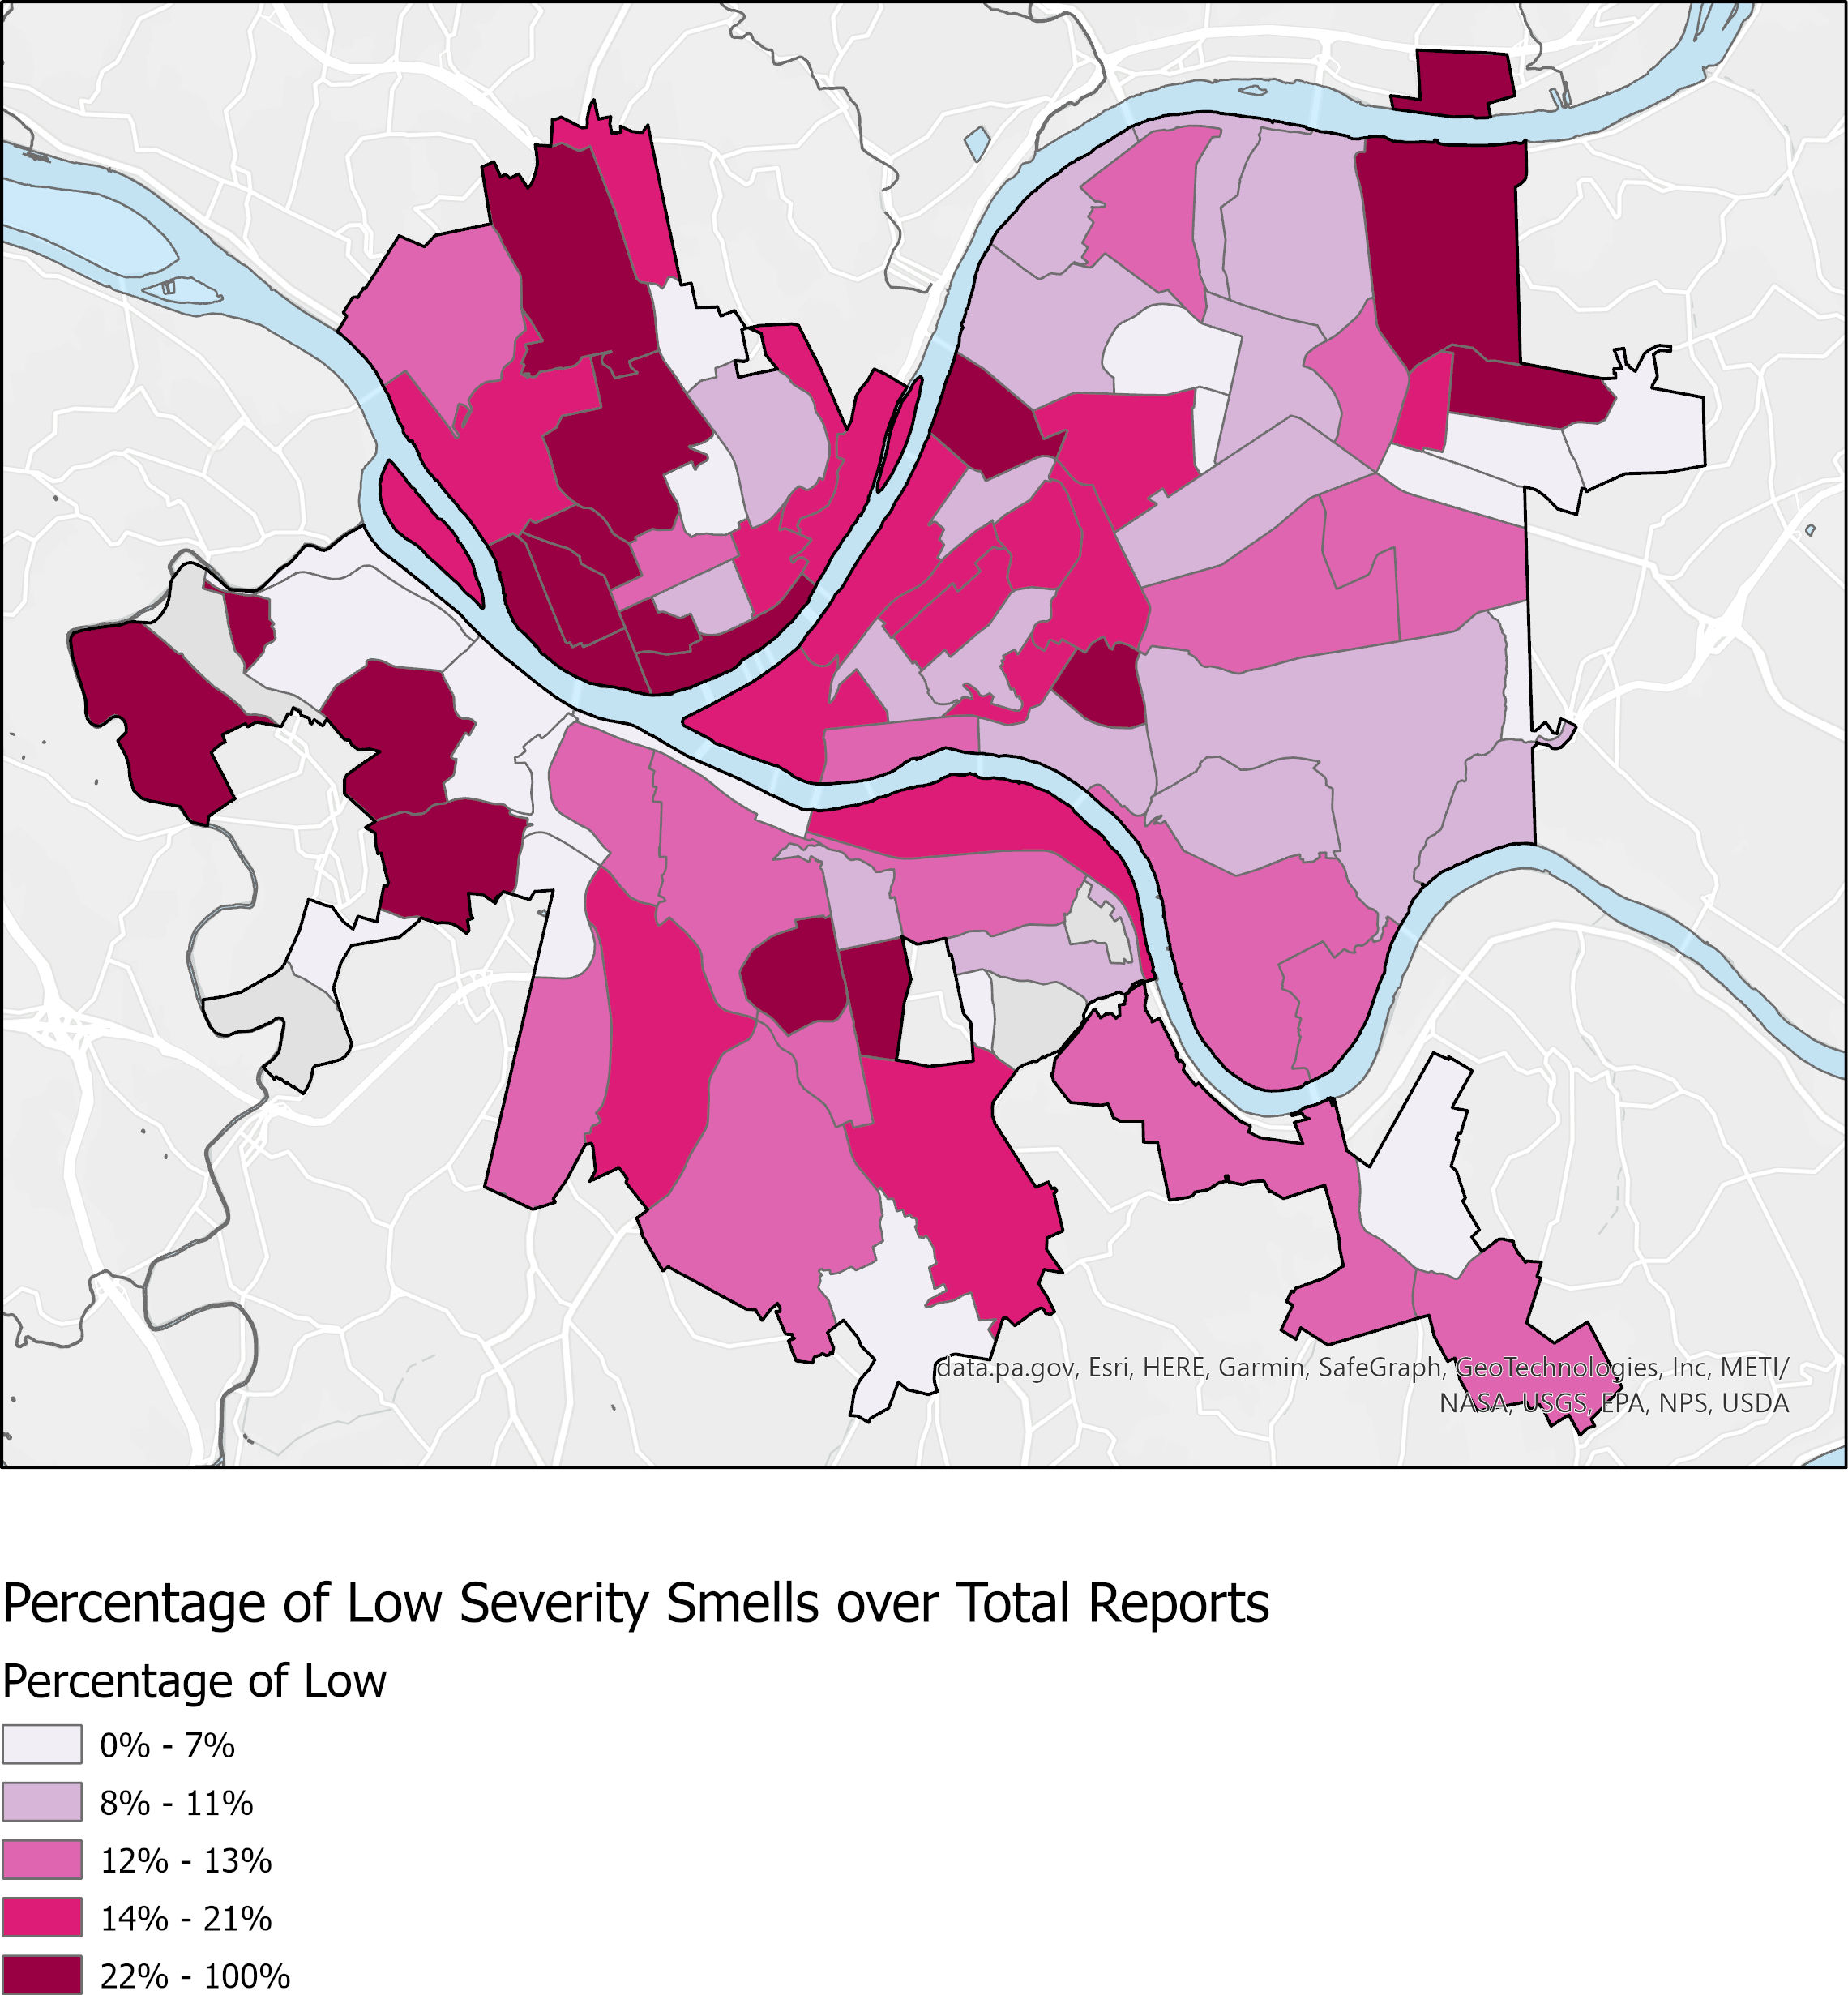 data.pa.gov, Esri, HERE, Garmin, SafeGraph, GeoTechnologies, Inc, METI/
NASA, USGS, EPA, NPS, USDA
Percentage of Low Severity Smells over Total Reports
Percentage of Low
0% - 7%
8% - 11%
12% - 13%
14% - 21%
22% - 100%